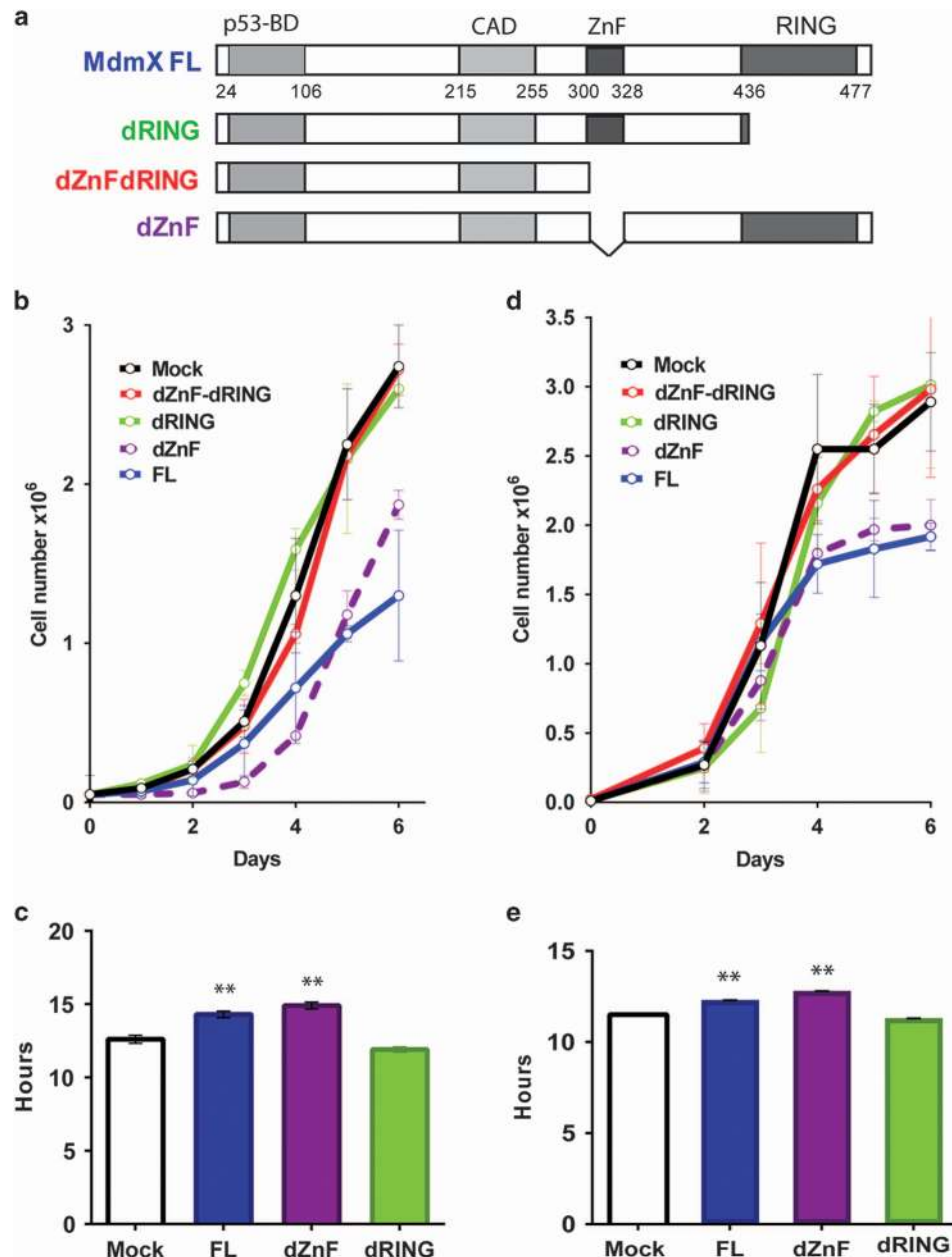 a
p53-BD CAD ZnF RING
MdmX FL
24 106 215 255 300 328 436 477
dRING
dZnFdRING
dZnF
b
3
2
1
0
Cell number x10⁶
0 2 4 6
Days
Mock
dZnF-dRING
dRING
dZnF
FL
d
3.5
3.0
2.5
2.0
1.5
1.0
0.5
0.0
Cell number x10⁶
0 2 4 6
Days
Mock
dZnF-dRING
dRING
dZnF
FL
c
20
15
10
5
0
Hours
** **
Mock FL dZnF dRING
e
15
10
5
0
Hours
** **
Mock FL dZnF dRING